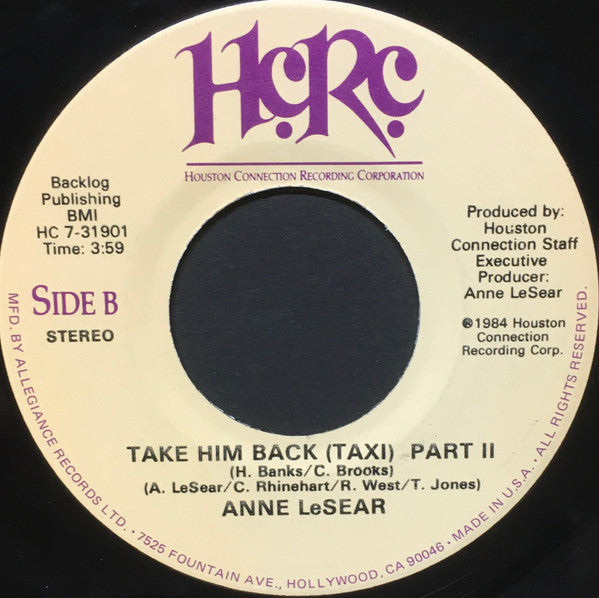 HCRC
HOUSTON CONNECTION RECORDING CORPORATION
Backlog
Publishing
BMI
HC 7-31901
Time: 3:59
SIDE B
STEREO
Produced by:
Houston
Connection Staff
Executive
Producer:
Anne LeSear
℗1984 Houston
Connection
Recording Corp.
TAKE HIM BACK (TAXI) PART II
(H. Banks/C. Brooks)
(A. LeSear/C. Rhinehart/R. West/T. Jones)
ANNE LeSEAR
MFD. BY ALLEGIANCE RECORDS LTD. • 7525 FOUNTAIN AVE., HOLLYWOOD, CA 90046 • MADE IN U.S.A. • ALL RIGHTS RESERVED.